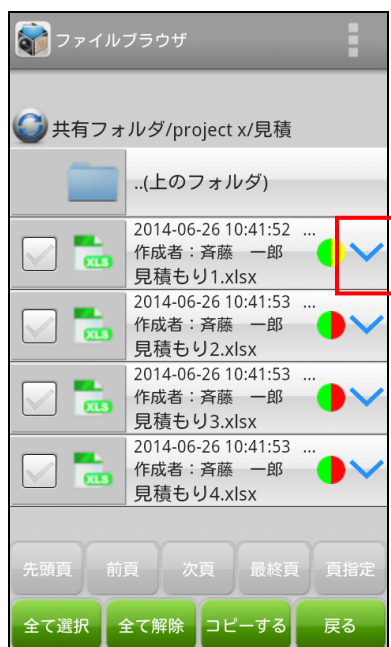 ファイルブラウザ
共有フォルダ/project x/見積
..(上のフォルダ)
2014-06-26 10:41:52 ...
作成者：斉藤　一郎
XLS
見積もり1.xlsx
2014-06-26 10:41:53 ...
作成者：斉藤　一郎
XLS
見積もり2.xlsx
2014-06-26 10:41:53 ...
作成者：斉藤　一郎
XLS
見積もり3.xlsx
2014-06-26 10:41:53 ...
作成者：斉藤　一郎
XLS
見積もり4.xlsx
先頭頁 前頁 次頁 最終頁 頁指定
全て選択 全て解除 コピーする 戻る